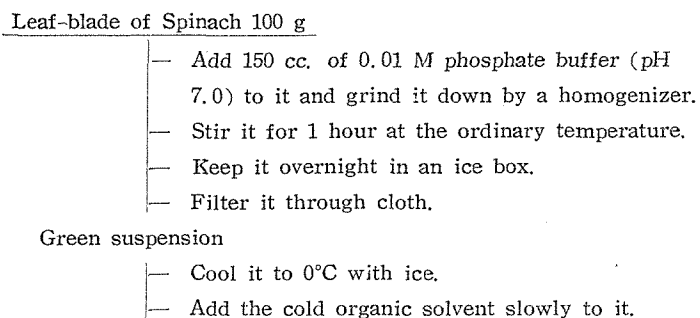 Leaf-blade of Spinach 100 g
— Add 150 cc. of 0.01 M phosphate buffer (pH
7.0) to it and grind it down by a homogenizer.
— Stir it for 1 hour at the ordinary temperature.
— Keep it overnight in an ice box.
— Filter it through cloth.
Green suspension
— Cool it to 0°C with ice.
— Add the cold organic solvent slowly to it.